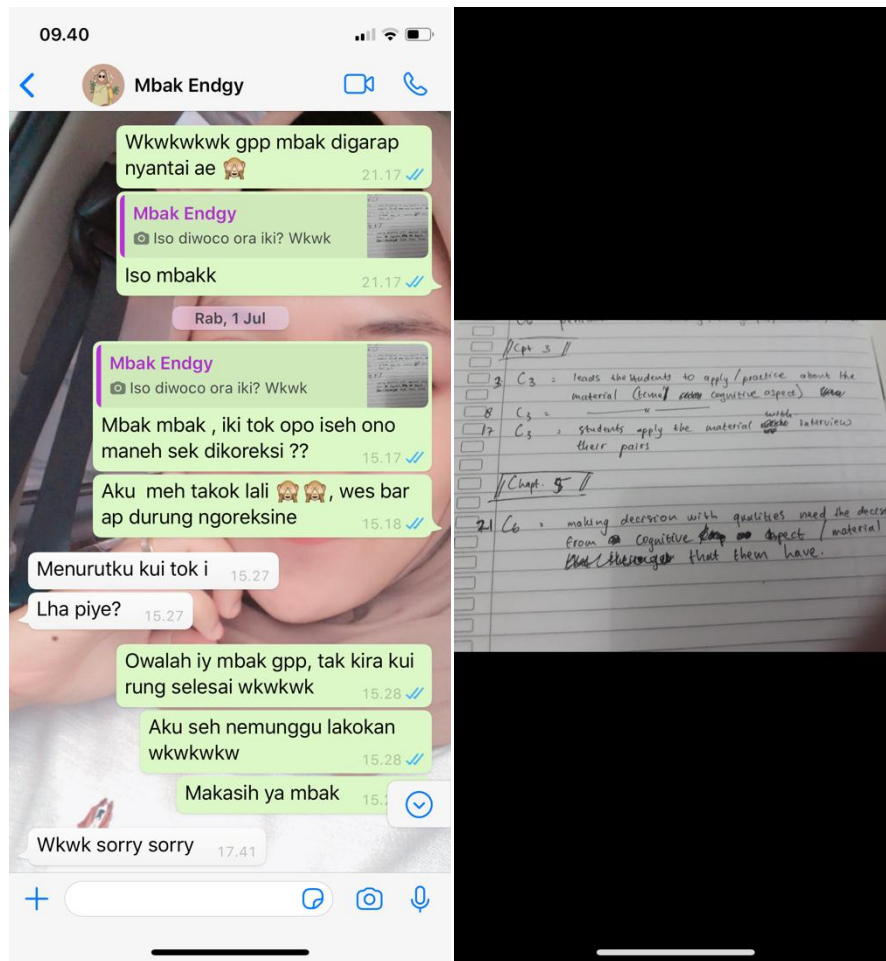 09.40
Mbak Endgy
Wkwkwkwk gpp mbak digarap
nyantai ae 🙈
21.17
Mbak Endgy
Iso diwoco ora iki? Wkwk
Iso mbakk
21.17
Rab, 1 Jul
Mbak Endgy
Iso diwoco ora iki? Wkwk
Mbak mbak , iki tok opo iseh ono
maneh sek dikoreksi ??
15.17
Aku meh takok lali 🙈🙈, wes bar
ap durung ngoreksine
15.18
Menurutku kui tok i
15.27
Lha piye?
15.27
Owalah iy mbak gpp, tak kira kui
rung selesai wkwkwk
15.28
Aku seh nemunggu lakokan
wkwkwkw
15.28
Makasih ya mbak
Wkwk sorry sorry
17.41
// Cpt 3 //
3 C3 = leads the students to apply/practice about the
material ( cognitive aspect)
8 C3 = "
17 C3 = students apply the material with interview
their pairs
// Chapt. 5 //
21 C6 = making decision with qualities need the
from cognitive aspect / material
that them have.